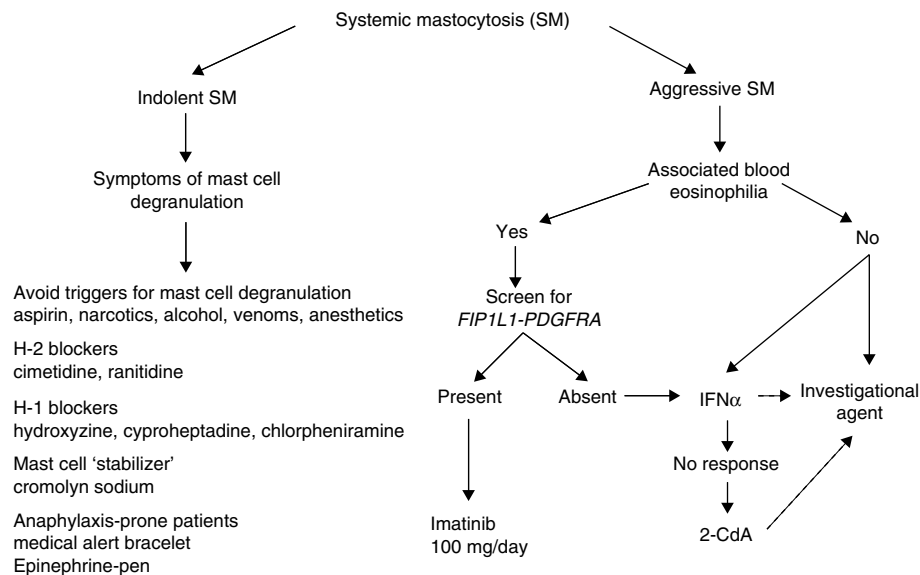 Systemic mastocytosis (SM)
Indolent SM
Aggressive SM
Symptoms of mast cell
degranulation
Associated blood
eosinophilia
Yes
No
Avoid triggers for mast cell degranulation
aspirin, narcotics, alcohol, venoms, anesthetics
Screen for
FIP1L1-PDGFRA
H-2 blockers
cimetidine, ranitidine
Present
Absent
IFNα
Investigational
agent
H-1 blockers
hydroxyzine, cyproheptadine, chlorpheniramine
Mast cell ‘stabilizer’
cromolyn sodium
No response
Anaphylaxis-prone patients
medical alert bracelet
Epinephrine-pen
Imatinib
100 mg/day
2-CdA